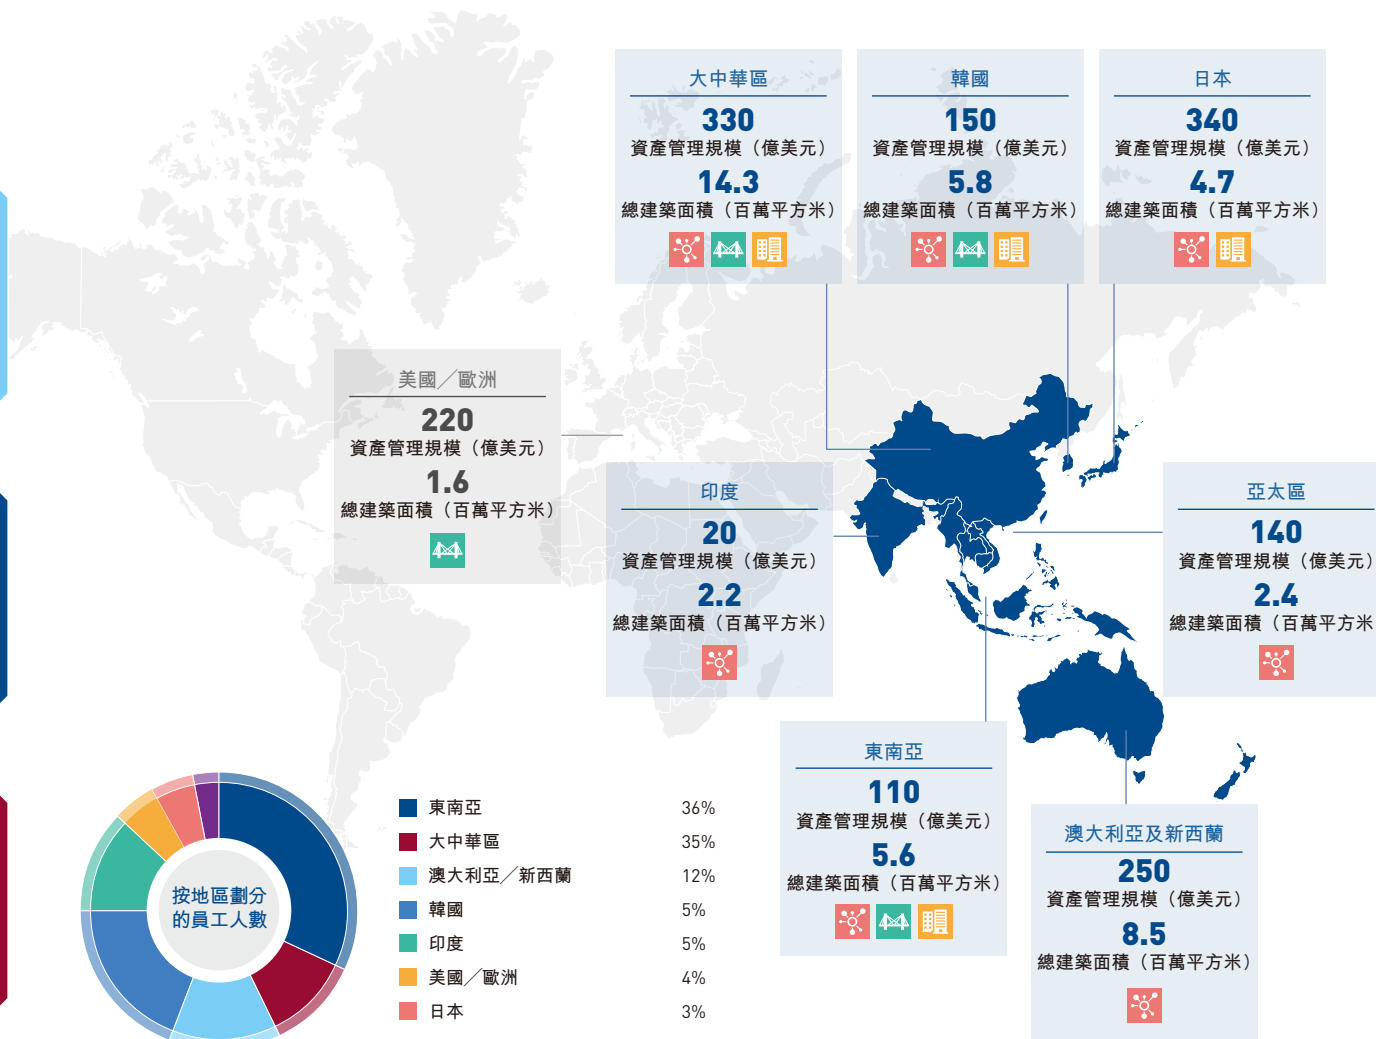 大中華區
330
資產管理規模（億美元）
14.3
總建築面積（百萬平方米）
韓國
150
資產管理規模（億美元）
5.8
總建築面積（百萬平方米）
日本
340
資產管理規模（億美元）
4.7
總建築面積（百萬平方米）
美國／歐洲
220
資產管理規模（億美元）
1.6
總建築面積（百萬平方米）
印度
20
資產管理規模（億美元）
2.2
總建築面積（百萬平方米）
亞太區
140
資產管理規模（億美元）
2.4
總建築面積（百萬平方米
東南亞
110
資產管理規模（億美元）
5.6
總建築面積（百萬平方米）
澳大利亞及新西蘭
250
資產管理規模（億美元）
8.5
總建築面積（百萬平方米）
按地區劃分
的員工人數
東南亞 36%
大中華區 35%
澳大利亞／新西蘭 12%
韓國 5%
印度 5%
美國／歐洲 4%
日本 3%